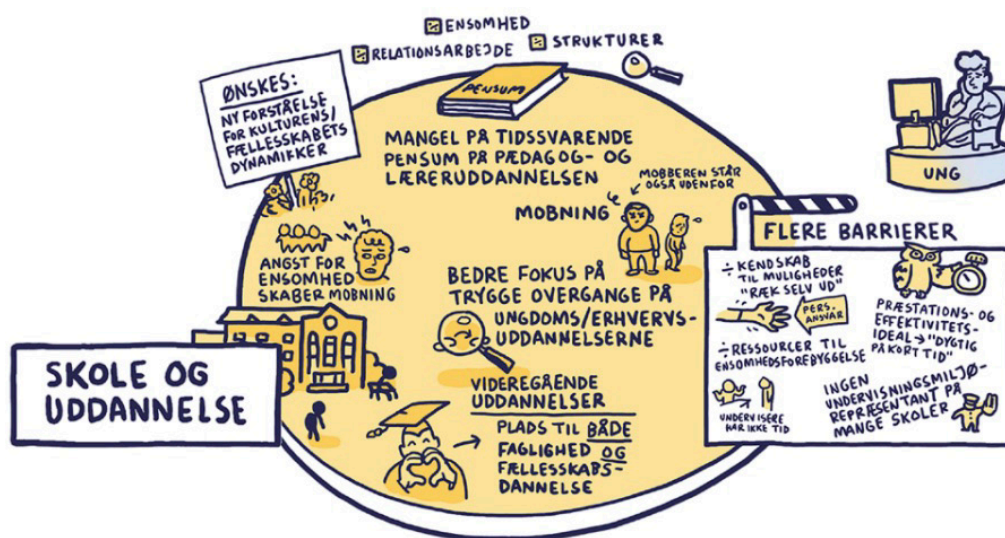 ENSOMHED
RELATIONSARBEJDE
STRUKTURER
ØNSKES:
NY FORSTÅELSE
FOR KULTURENS/
FÆLLESSKABETS
DYNAMIKKER
PENSUM
MANGEL PÅ TIDSSVARENDE
PENSUM PÅ PÆDAGOG- OG
LÆRERUDDANNELSEN
MOBBEREN STÅR
OGSÅ UDENFOR
MOBNING
ANGST FOR
ENSOMHED
SKABER MOBNING
BEDRE FOKUS PÅ
TRYGGE OVERGANGE PÅ
UNGDOMS/ERHVERVS-
UDDANNELSERNE
SKOLE OG
UDDANNELSE
VIDEREGÅENDE
UDDANNELSER
PLADS TIL BÅDE
FAGLIGHED OG
FÆLLESSKABS-
DANNELSE
UNG
FLERE BARRIERER
÷ KENDSKAB
TIL MULIGHEDER
"RÆK SELV UD"
PERS.
ANSVAR
÷ RESSOURCER TIL
ENSOMHEDSFOREBYGGELSE
UNDERVISERE
HAR IKKE TID
PRÆSTATIONS- OG
EFFEKTIVITETS-
IDEAL → "DYGTIG
PÅ KORT TID"
INGEN
UNDERVISNINGSMILJØ-
REPRÆSENTANT PÅ
MANGE SKOLER